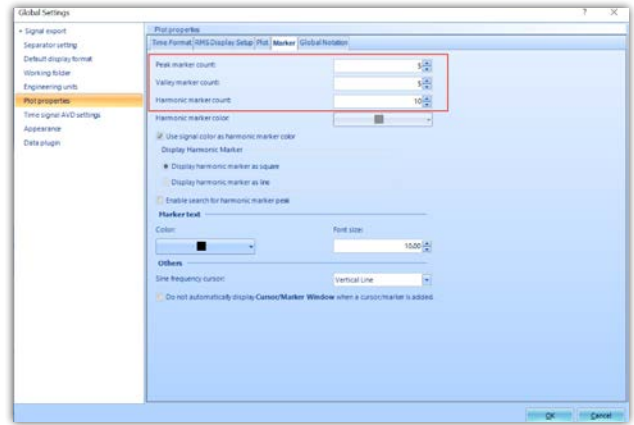 Global Settings ? X
Signal export
Separator setting
Default display format
Working folder
Engineering units
Plot properties
Time signal AVD settings
Appearance
Data plugin
Plot properties
Time Format RMS Display Setup Plot Marker Global Notation
Peak marker count: 5
Valley marker count: 5
Harmonic marker count: 10
Harmonic marker color:
Use signal color as harmonic marker color
Display Harmonic Marker
Display harmonic marker as square
Display harmonic marker as line
Enable search for harmonic marker peak
Marker text
Color: Font size:
10.00
Others
Sine frequency cursor: Vertical Line
Do not automatically display Cursor/Marker Window when a cursor/marker is added.
OK Cancel